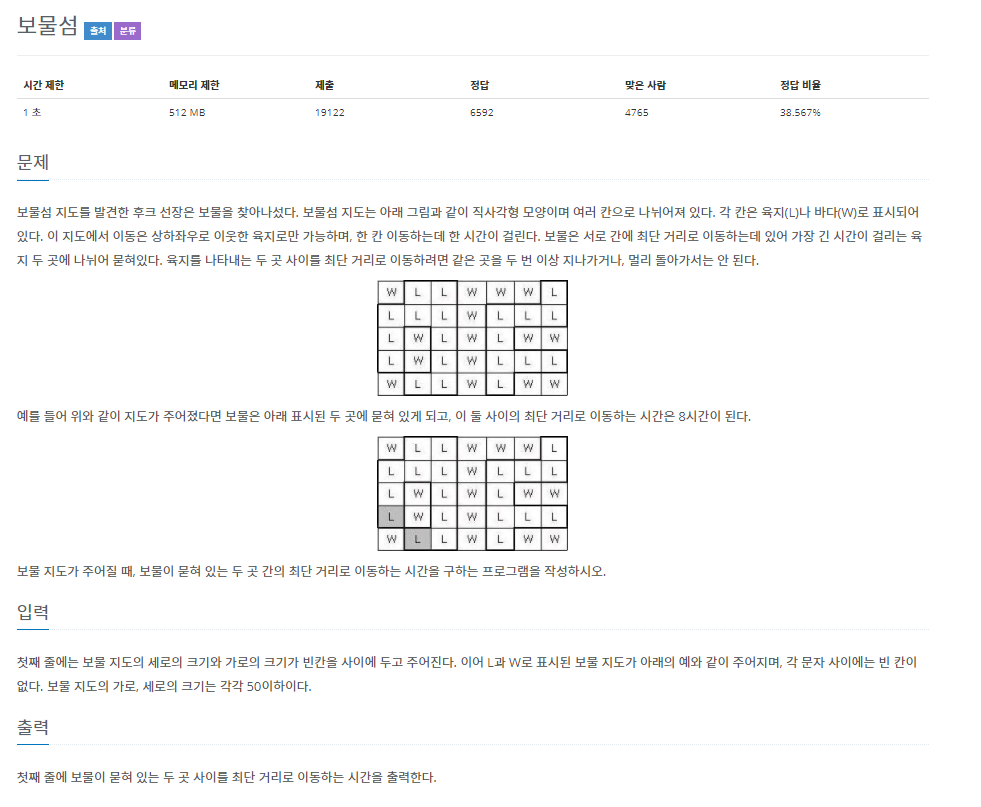 보물섬 출처 분류
시간 제한 메모리 제한 제출 정답 맞은 사람 정답 비율
1 초 512 MB 19122 6592 4765 38.567%
문제
보물섬 지도를 발견한 후크 선장은 보물을 찾아나섰다. 보물섬 지도는 아래 그림과 같이 직사각형 모양이며 여러 칸으로 나뉘어져 있다. 각 칸은 육지(L)나 바다(W)로 표시되어
있다. 이 지도에서 이동은 상하좌우로 이웃한 육지로만 가능하며, 한 칸 이동하는데 한 시간이 걸린다. 보물은 서로 간에 최단 거리로 이동하는데 있어 가장 긴 시간이 걸리는 육
지 두 곳에 나뉘어 묻혀있다. 육지를 나타내는 두 곳 사이를 최단 거리로 이동하려면 같은 곳을 두 번 이상 지나가거나, 멀리 돌아가서는 안 된다.
W L L W W W L
L L L W L L L
L W L W L W W
L W L W L L L
W L L W L W W
예를 들어 위와 같이 지도가 주어졌다면 보물은 아래 표시된 두 곳에 묻혀 있게 되고, 이 둘 사이의 최단 거리로 이동하는 시간은 8시간이 된다.
W L L W W W L
L L L W L L L
L W L W L W W
L W L W L L L
W L L W L W W
보물 지도가 주어질 때, 보물이 묻혀 있는 두 곳 간의 최단 거리로 이동하는 시간을 구하는 프로그램을 작성하시오.
입력
첫째 줄에는 보물 지도의 세로의 크기와 가로의 크기가 빈칸을 사이에 두고 주어진다. 이어 L과 W로 표시된 보물 지도가 아래의 예와 같이 주어지며, 각 문자 사이에는 빈 칸이
없다. 보물 지도의 가로, 세로의 크기는 각각 50이하이다.
출력
첫째 줄에 보물이 묻혀 있는 두 곳 사이를 최단 거리로 이동하는 시간을 출력한다.